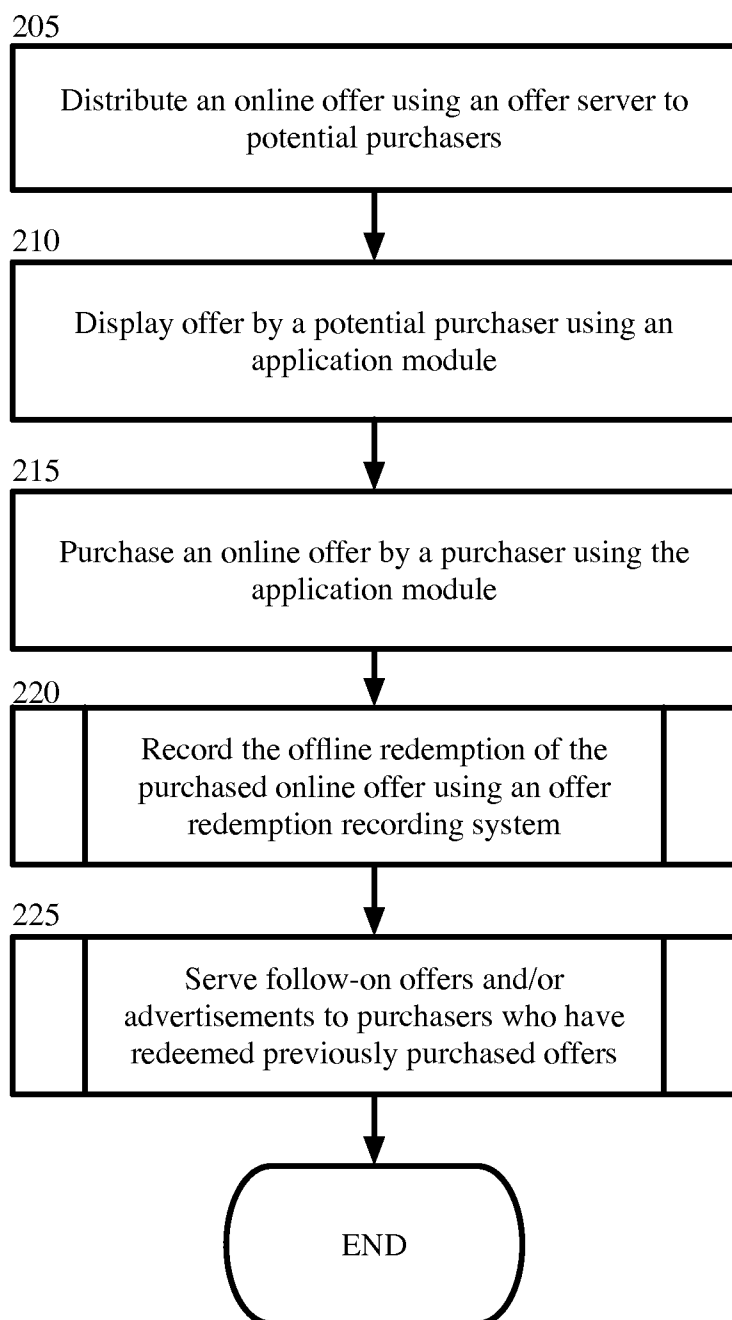 205
Distribute an online offer using an offer server to
potential purchasers
210
Display offer by a potential purchaser using an
application module
215
Purchase an online offer by a purchaser using the
application module
220
Record the offline redemption of the
purchased online offer using an offer
redemption recording system
225
Serve follow-on offers and/or
advertisements to purchasers who have
redeemed previously purchased offers
END